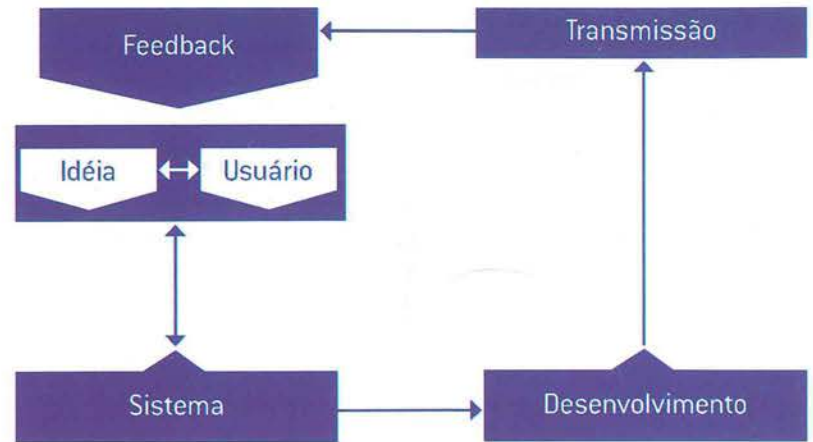 Feedback
Transmissão
Idéia
Usuário
Sistema
Desenvolvimento